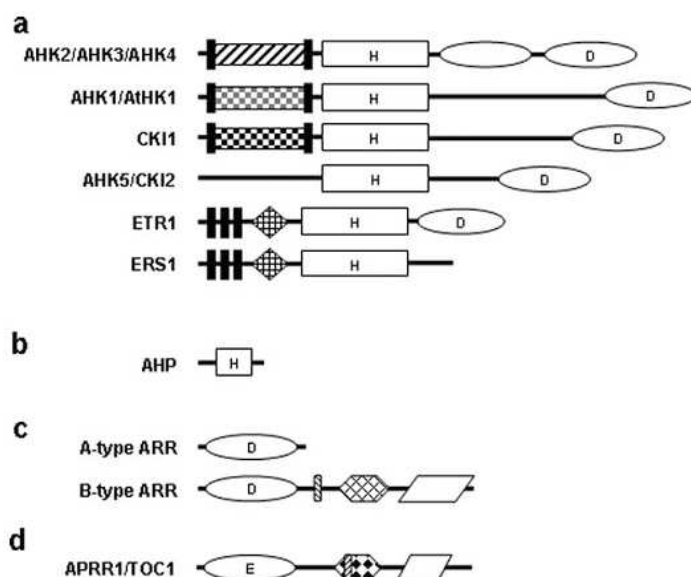 a
AHK2/AHK3/AHK4 H D
AHK1/AtHK1 H D
CKI1 H D
AHK5/CKI2 H D
ETR1 H D
ERS1 H
b
AHP H
c
A-type ARR D
B-type ARR D
d
APRR1/TOC1 E